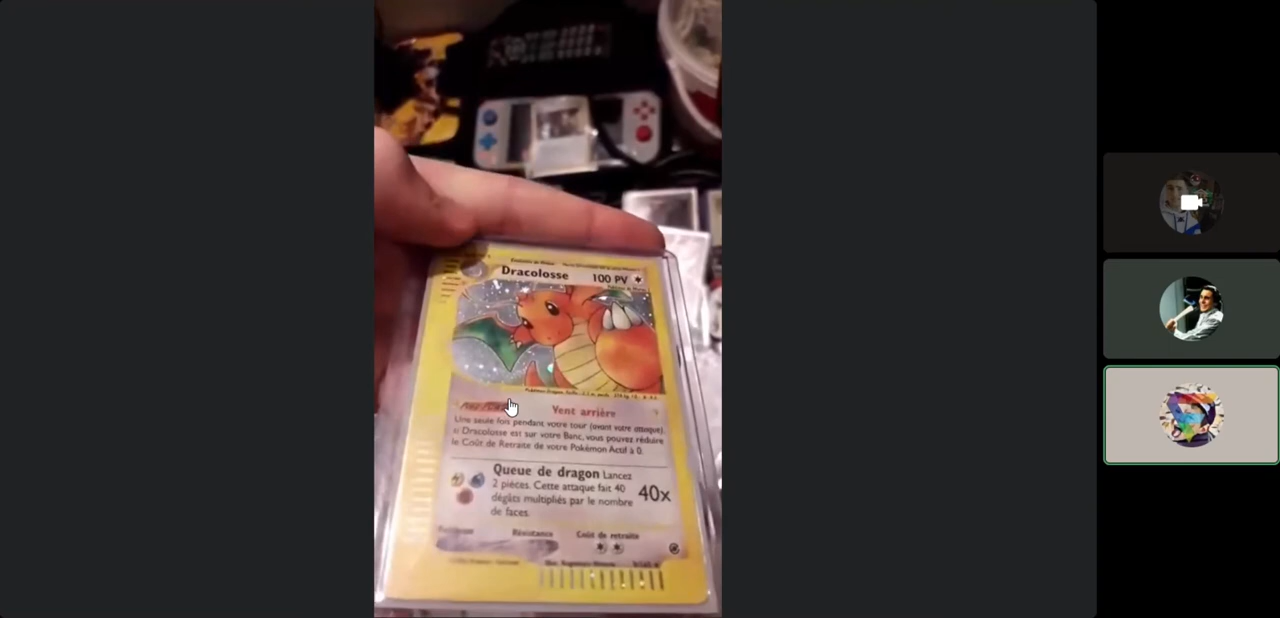 Dracolosse 100 PV
Vent arrière
Une seule fois pendant votre tour (avant votre attaque),
si Dracolosse est sur votre Banc, vous pouvez réduire
le Coût de Retraite de votre Pokémon Actif à 0.
Queue de dragon Lancez
2 pièces. Cette attaque fait 40
dégâts multipliés par le nombre
de faces.
40x
Résistance Coût de retraite